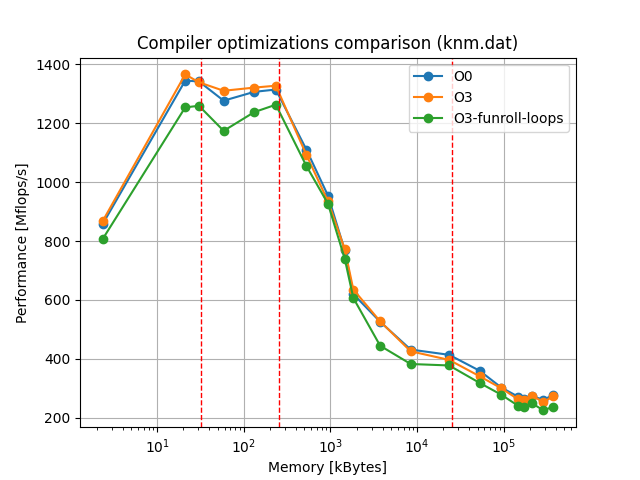 Compiler optimizations comparison (knm.dat)
O0
O3
O3-funroll-loops
Performance [Mflops/s]
1400
1200
1000
800
600
400
200
10¹ 10² 10³ 10⁴ 10⁵
Memory [kBytes]